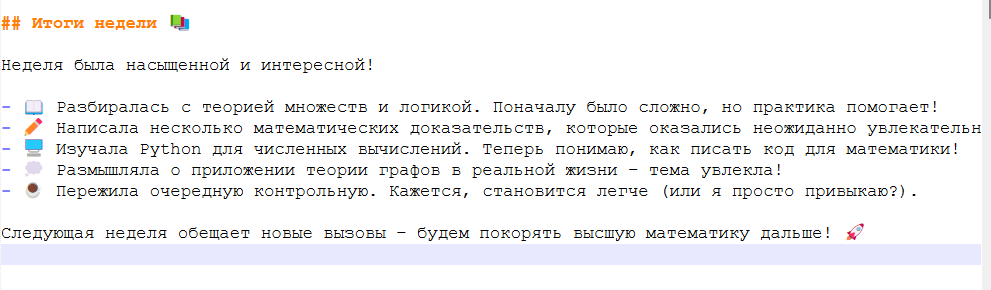 ## Итоги недели 📚
Неделя была насыщенной и интересной!
- 📖 Разбиралась с теорией множеств и логикой. Поначалу было сложно, но практика помогает!
- ✏️ Написала несколько математических доказательств, которые оказались неожиданно увлекательн
- 🖥️ Изучала Python для численных вычислений. Теперь понимаю, как писать код для математики!
- 💭 Размышляла о приложении теории графов в реальной жизни – тема увлекла!
- ☕ Пережила очередную контрольную. Кажется, становится легче (или я просто привыкаю?).
Следующая неделя обещает новые вызовы – будем покорять высшую математику дальше! 🚀